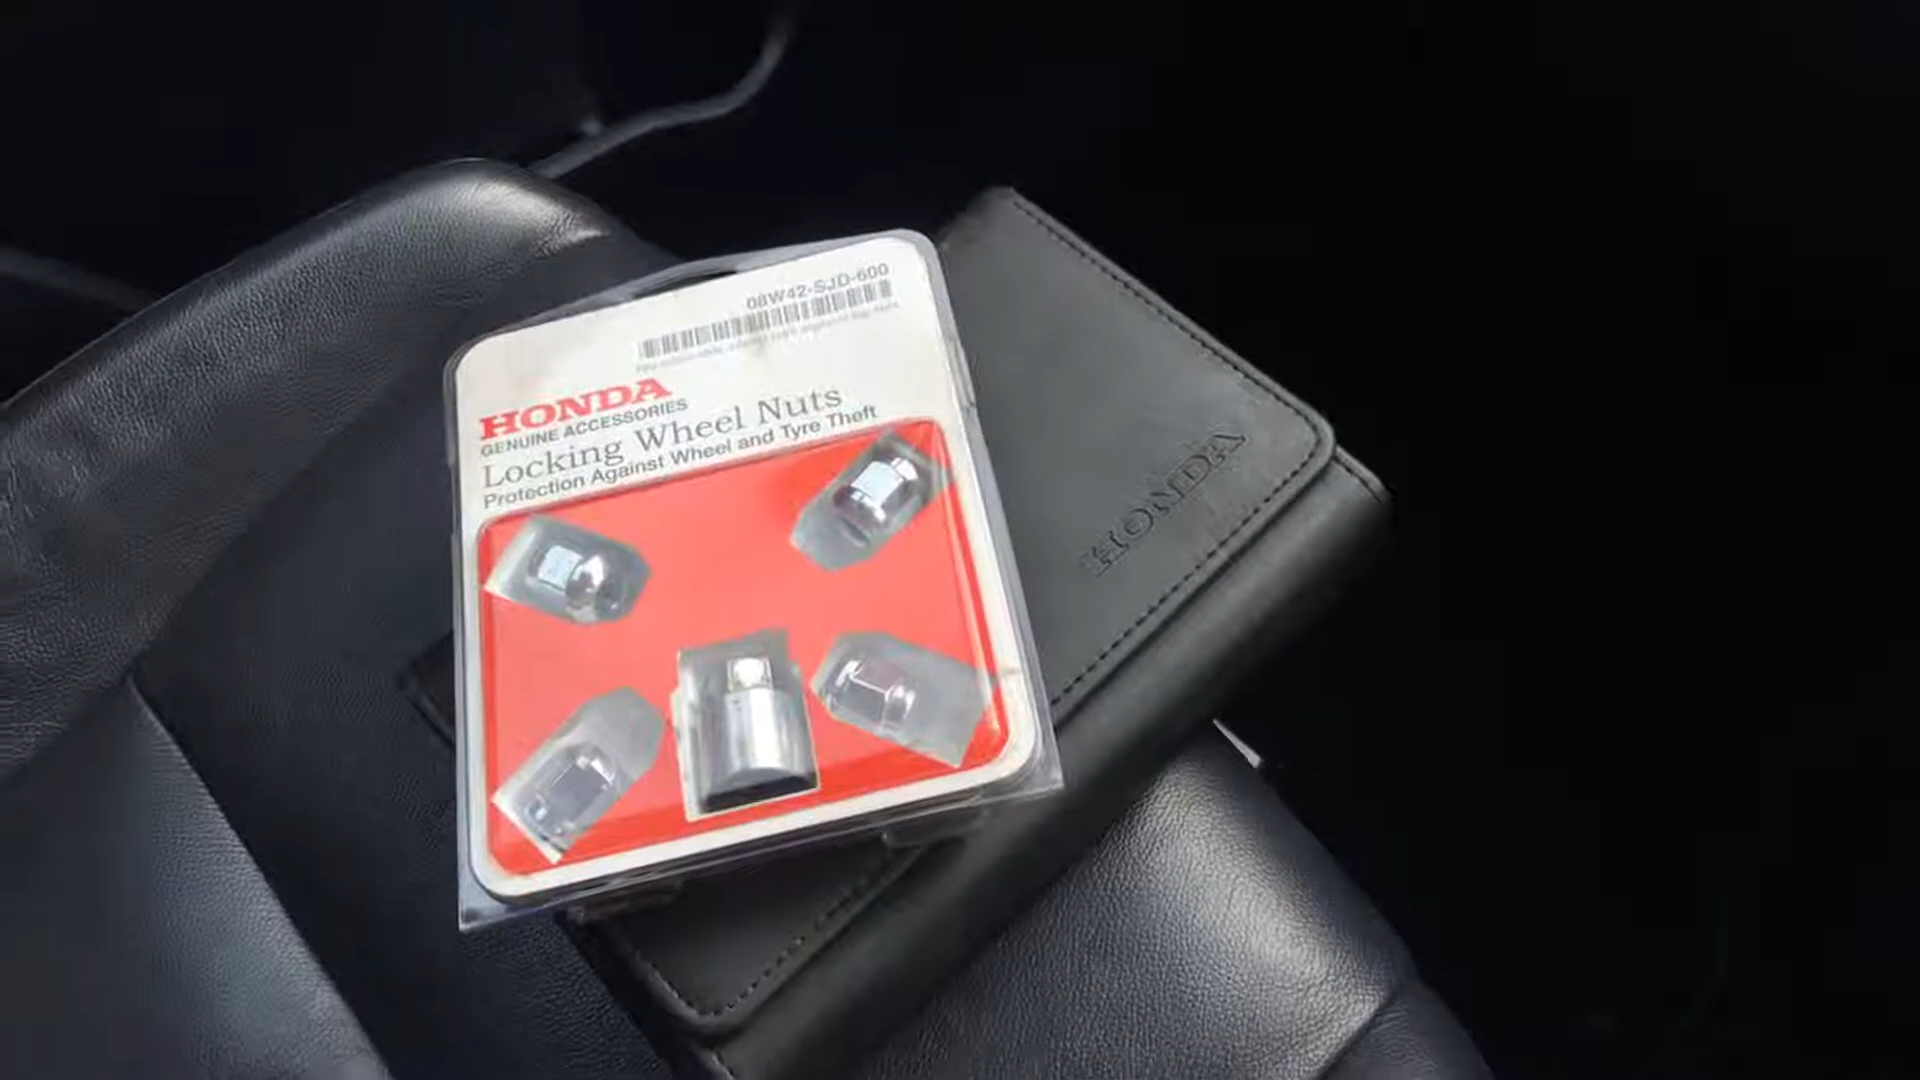 08W42-SJD-600
HONDA
GENUINE ACCESSORIES
Locking Wheel Nuts
Protection Against Wheel and Tyre Theft
HONDA